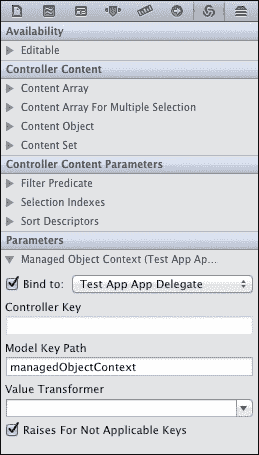 Availability
Editable
Controller Content
Content Array
Content Array For Multiple Selection
Content Object
Content Set
Controller Content Parameters
Filter Predicate
Selection Indexes
Sort Descriptors
Parameters
Managed Object Context (Test App Ap...
Bind to: Test App App Delegate
Controller Key
Model Key Path
managedObjectContext
Value Transformer
Raises For Not Applicable Keys